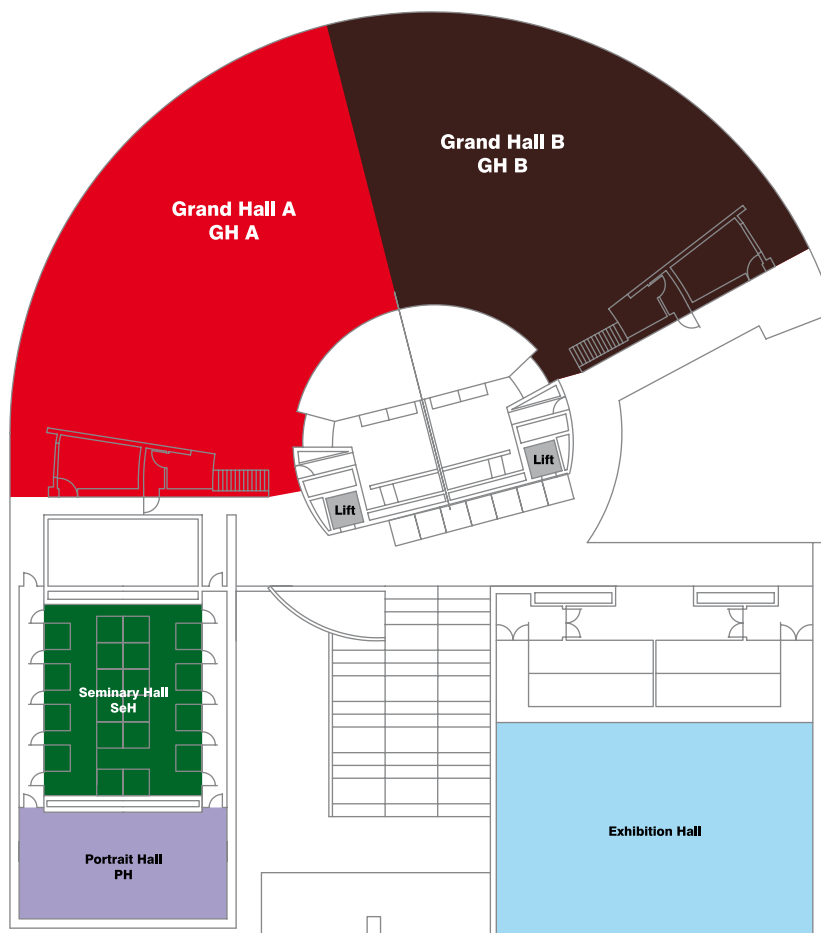 Grand Hall B
GH B
Grand Hall A
GH A
Lift
Lift
Seminary Hall
SeH
Exhibition Hall
Portrait Hall
PH